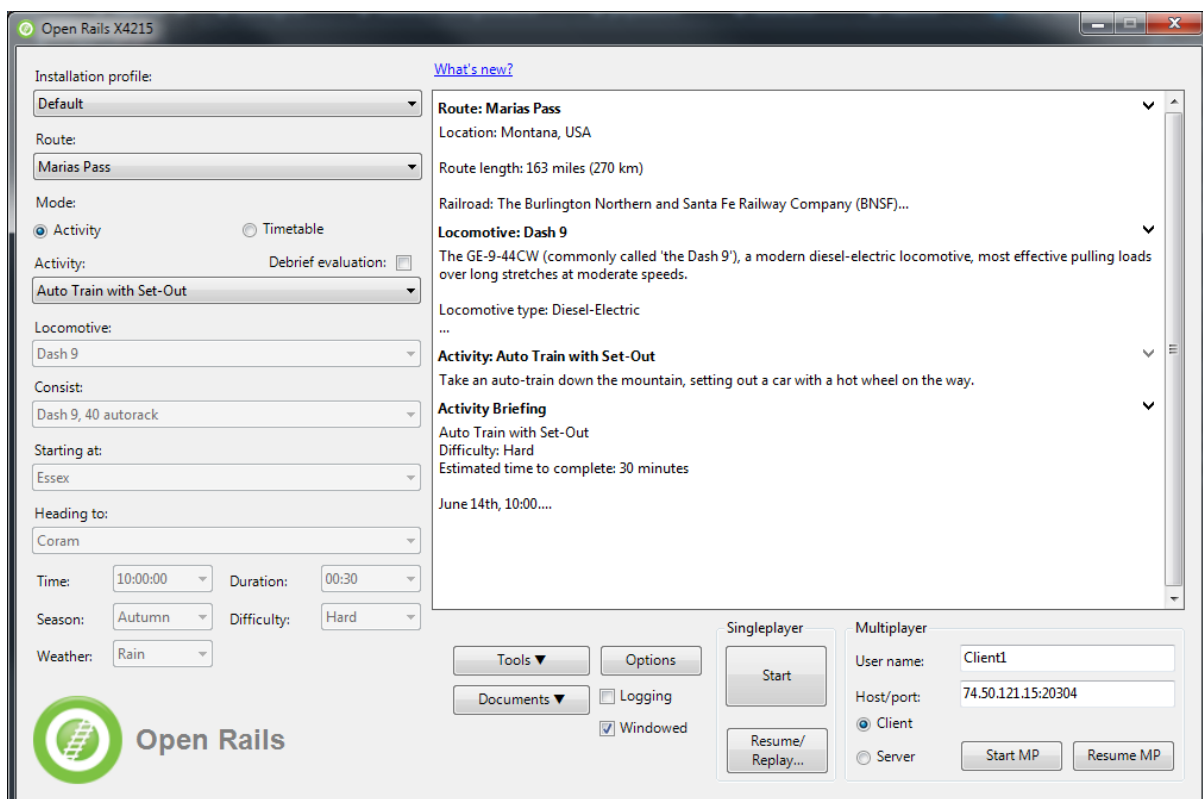 Open Rails X4215
Installation profile:
Default
Route:
Marias Pass
Mode:
Activity
Timetable
Activity:
Debrief evaluation:
Auto Train with Set-Out
Locomotive:
Dash 9
Consist:
Dash 9, 40 autorack
Starting at:
Essex
Heading to:
Coram
Time:
10:00:00
Duration:
00:30
Season:
Autumn
Difficulty:
Hard
Weather:
Rain
Open Rails
What's new?
Route: Marias Pass
Location: Montana, USA
Route length: 163 miles (270 km)
Railroad: The Burlington Northern and Santa Fe Railway Company (BNSF)...
Locomotive: Dash 9
The GE-9-44CW (commonly called 'the Dash 9'), a modern diesel-electric locomotive, most effective pulling loads
over long stretches at moderate speeds.
Locomotive type: Diesel-Electric
...
Activity: Auto Train with Set-Out
Take an auto-train down the mountain, setting out a car with a hot wheel on the way.
Activity Briefing
Auto Train with Set-Out
Difficulty: Hard
Estimated time to complete: 30 minutes
June 14th, 10:00....
Tools ▼
Options
Documents ▼
Logging
Windowed
Singleplayer
Start
Resume/
Replay...
Multiplayer
User name:
Client1
Host/port:
74.50.121.15:20304
Client
Server
Start MP
Resume MP